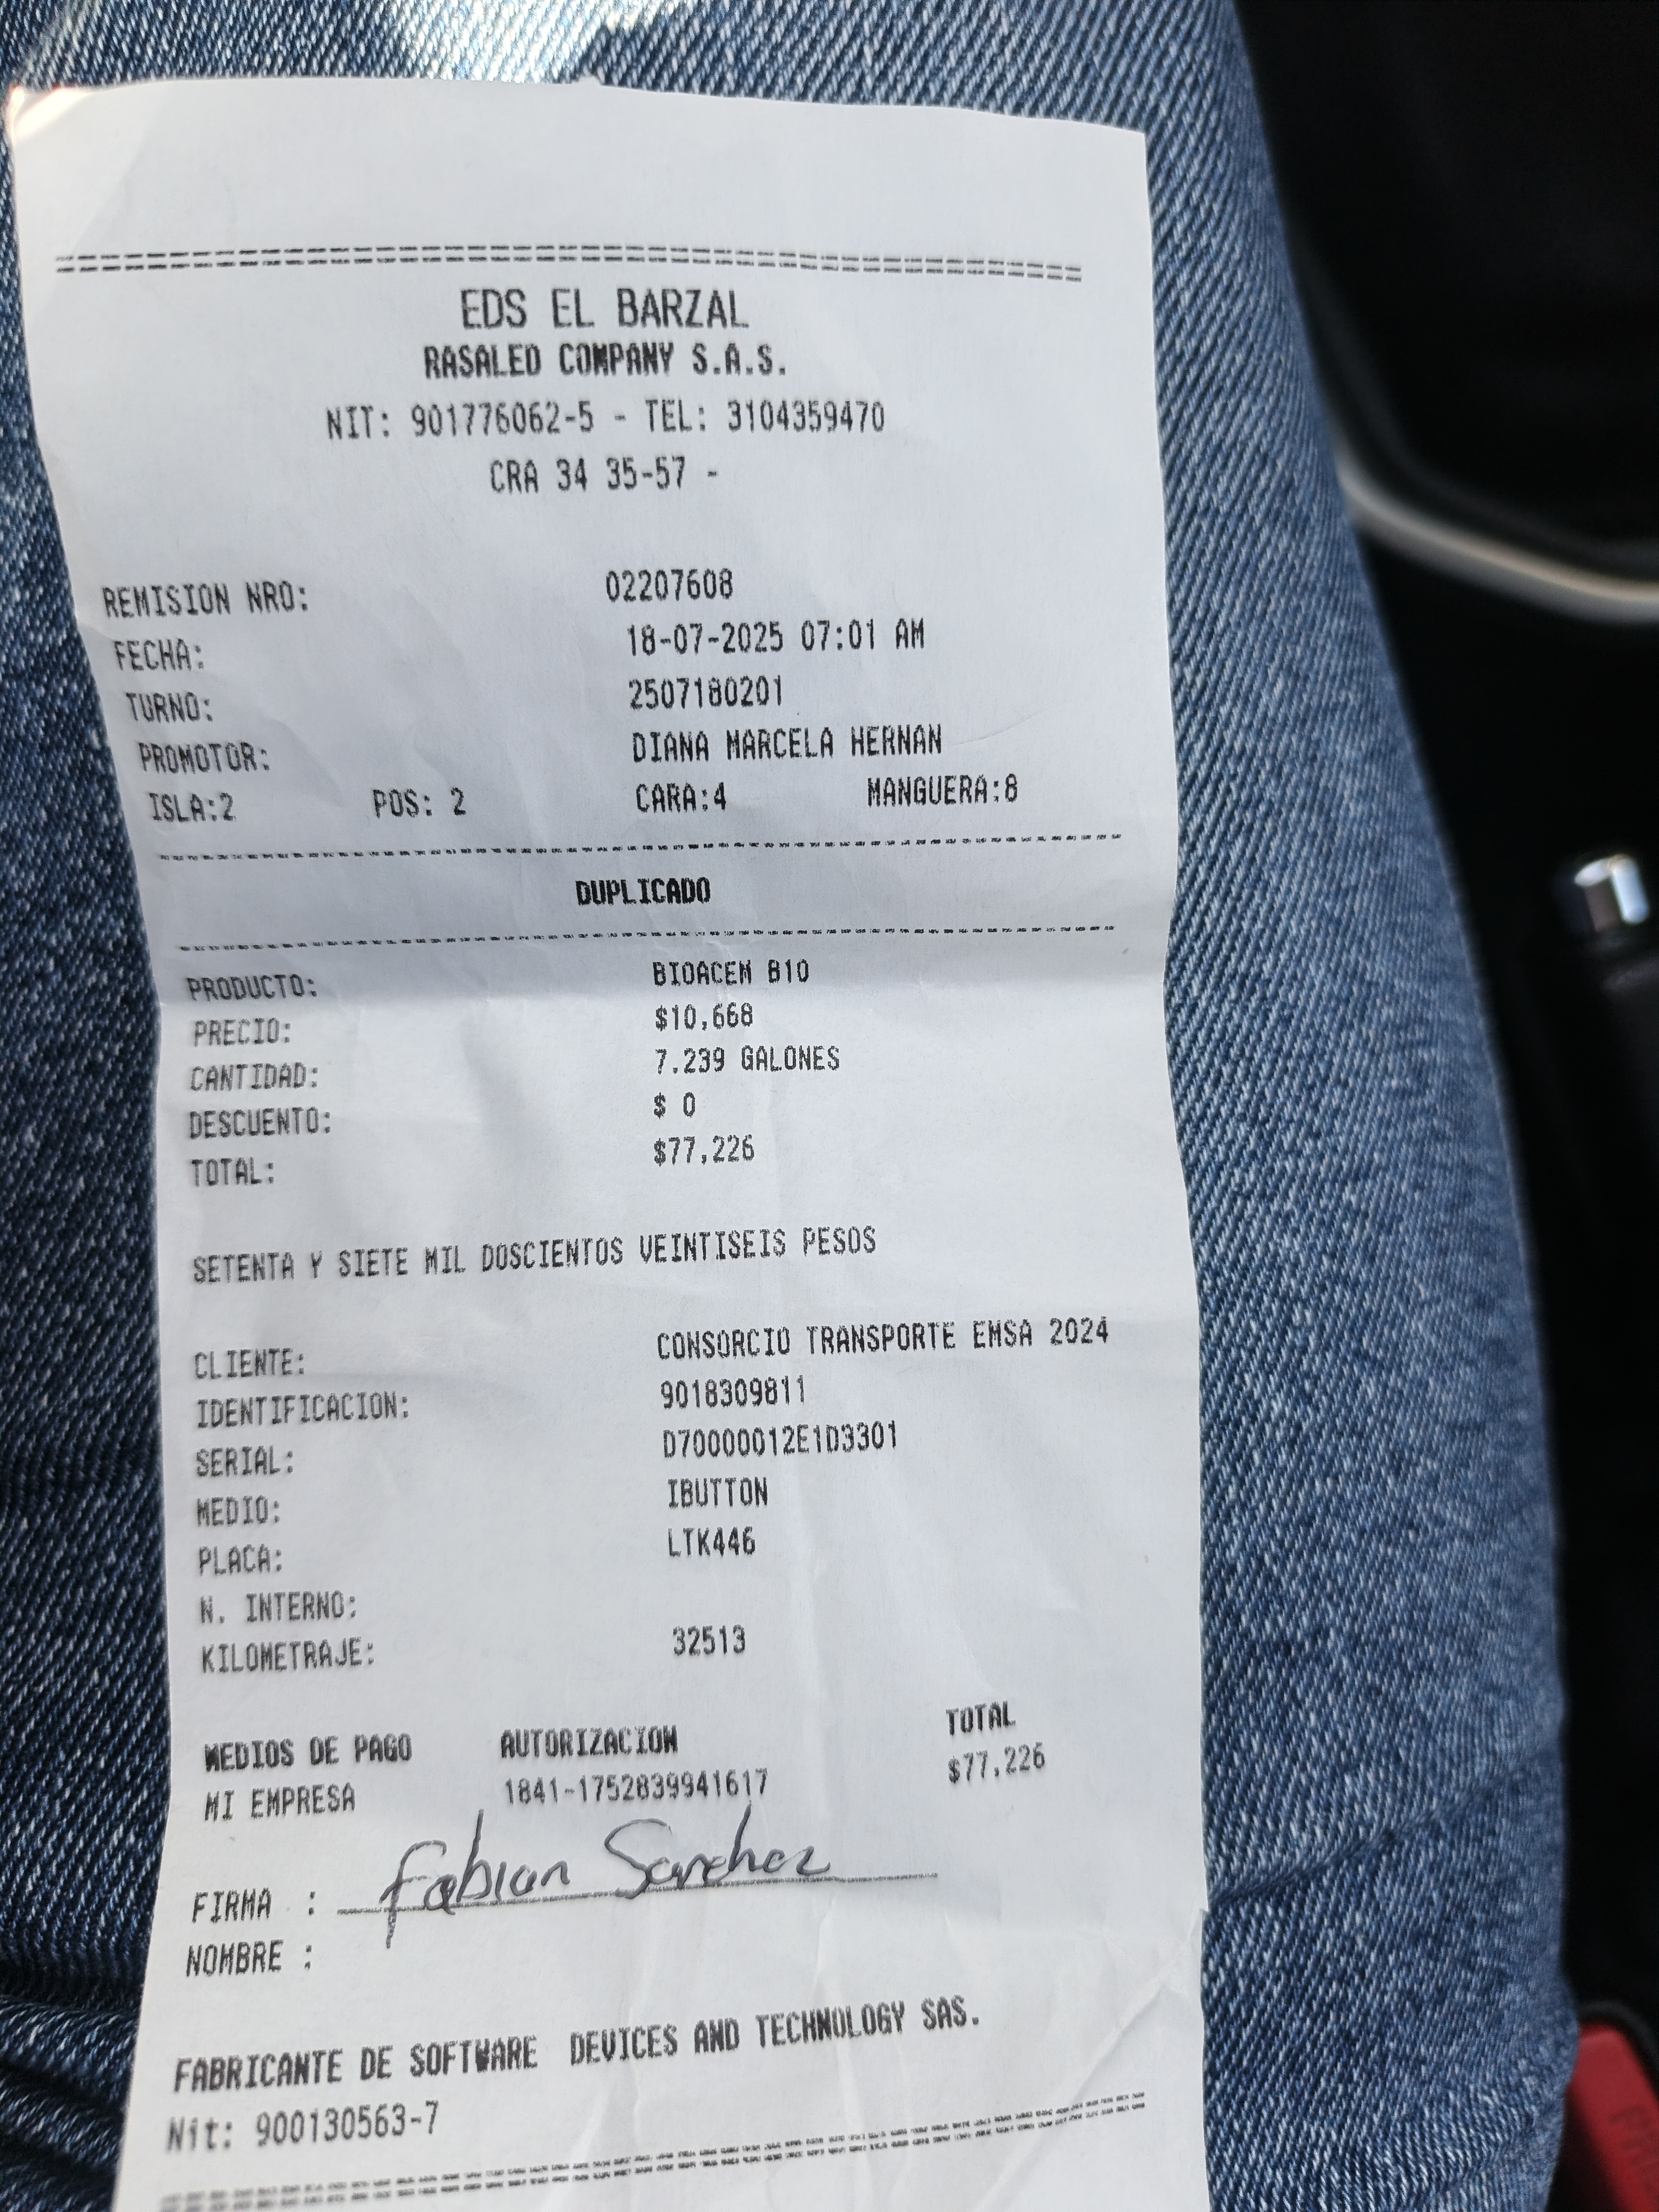 EDS EL BARZAL
RASALED COMPANY S.A.S.
NIT: 901776062-5 - TEL: 3104359470
CRA 34 35-57 -
REMISION NRO: 02207608
FECHA: 18-07-2025 07:01 AM
TURNO: 2507180201
PROMOTOR: DIANA MARCELA HERNAN
ISLA:2 POS: 2 CARA:4 MANGUERA:8
DUPLICADO
PRODUCTO: BIOACEM B10
PRECIO: $10,668
CANTIDAD: 7.239 GALONES
DESCUENTO: $ 0
TOTAL: $77,226
SETENTA Y SIETE MIL DOSCIENTOS VEINTISEIS PESOS
CLIENTE: CONSORCIO TRANSPORTE EMSA 2024
IDENTIFICACION: 9018309811
SERIAL: D70000012E1D3301
MEDIO: IBUTTON
PLACA: LTK446
N. INTERNO:
KILOMETRAJE: 32513
MEDIOS DE PAGO AUTORIZACION TOTAL
MI EMPRESA 1841-1752839941617 $77,226
FIRMA : Fabian Sanchez
NOMBRE :
FABRICANTE DE SOFTWARE DEVICES AND TECHNOLOGY SAS.
Nit: 900130563-7